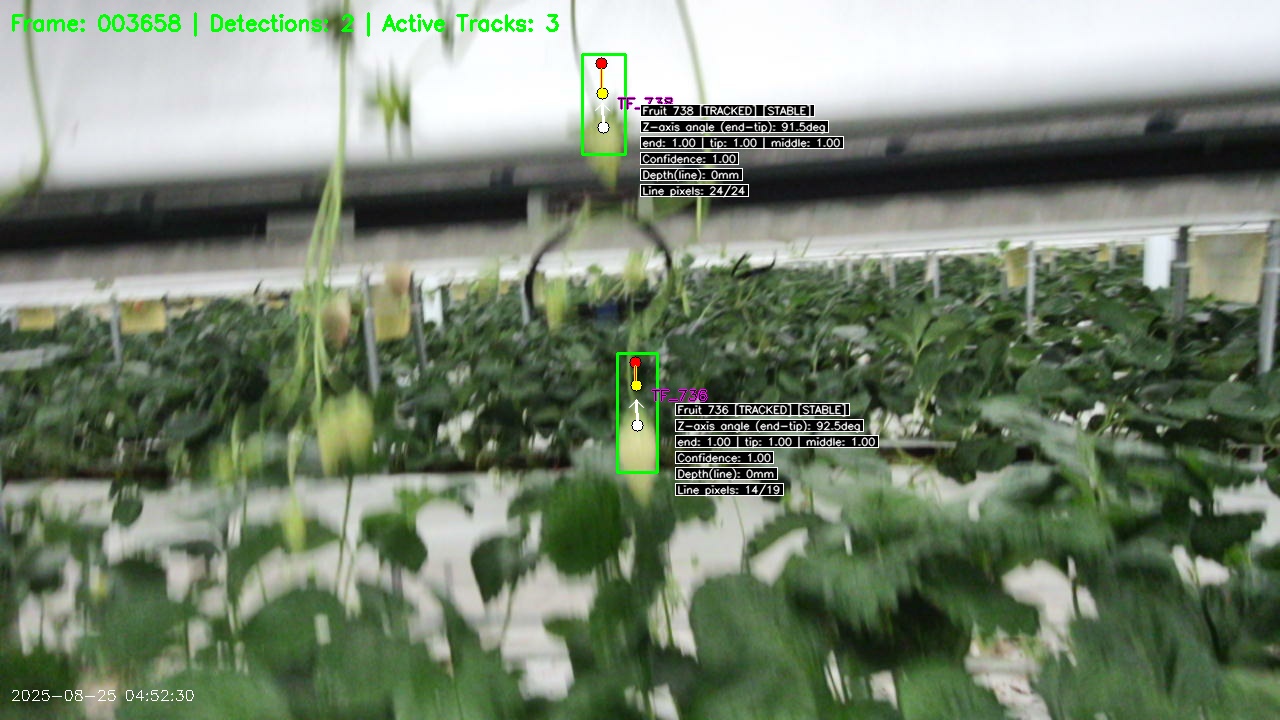 Frame: 003658 | Detections: 2 | Active Tracks: 3
TF_738
Fruit 738 [TRACKED] [STABLE]
Z-axis angle (end-tip): 91.5deg
end: 1.00 | tip: 1.00 | middle: 1.00
Confidence: 1.00
Depth(line): 0mm
Line pixels: 24/24
TF_736
Fruit 736 [TRACKED] [STABLE]
Z-axis angle (end-tip): 92.5deg
end: 1.00 | tip: 1.00 | middle: 1.00
Confidence: 1.00
Depth(line): 0mm
Line pixels: 14/19
2025-08-25 04:52:30